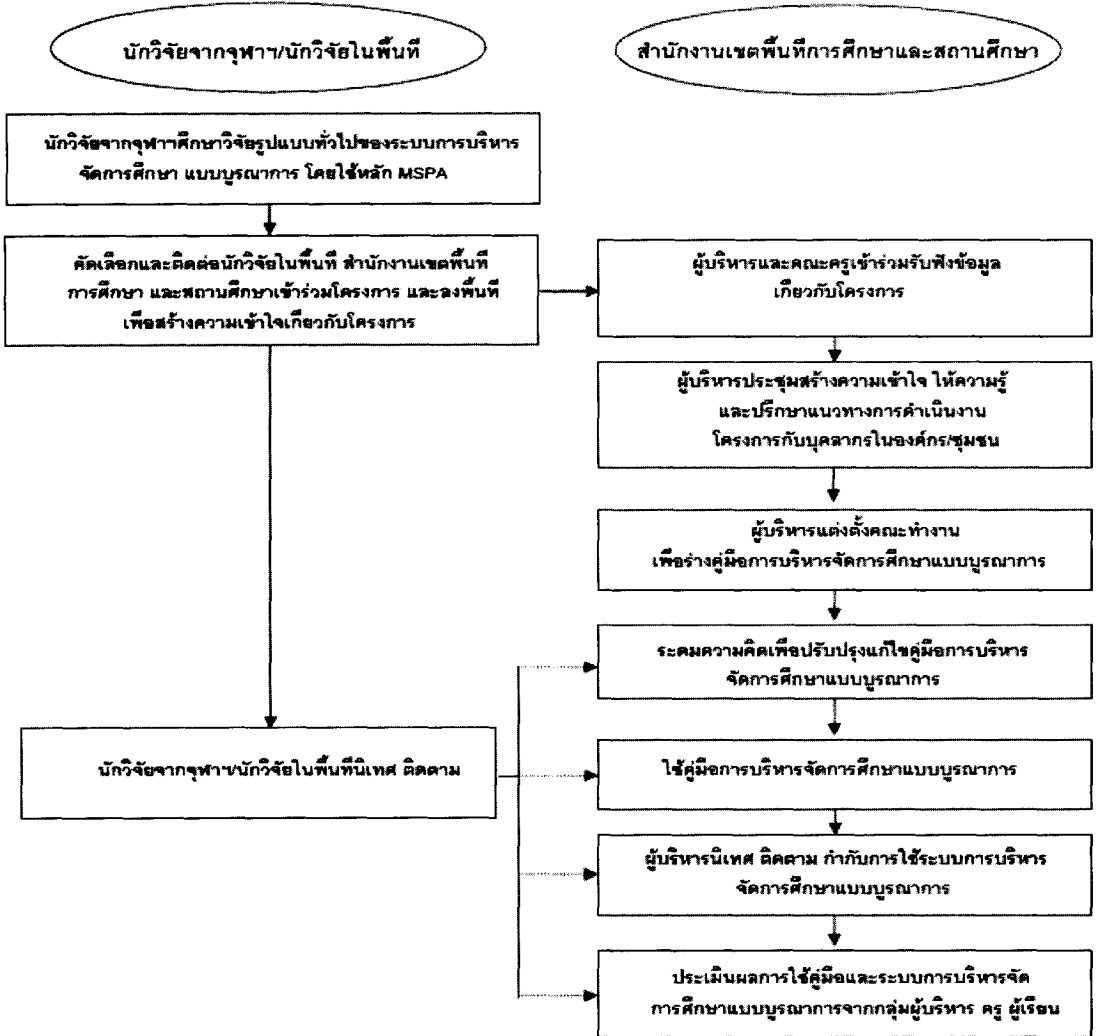 นักวิจัยจากจุฬาฯ/นักวิจัยในพื้นที่
สำนักงานเขตพื้นที่การศึกษาและสถานศึกษา
นักวิจัยจากจุฬาฯศึกษาวิจัยรูปแบบทั่วไปของระบบการบริหาร
จัดการศึกษา แบบบูรณาการ โดยใช้หลัก MSPA
คัดเลือกและติดต่อนักวิจัยในพื้นที่ สำนักงานเขตพื้นที่
การศึกษา และสถานศึกษาเข้าร่วมโครงการ และลงพื้นที่
เพื่อสร้างความเข้าใจเกี่ยวกับโครงการ
ผู้บริหารและคณะครูเข้าร่วมรับฟังข้อมูล
เกี่ยวกับโครงการ
ผู้บริหารประชุมสร้างความเข้าใจ ให้ความรู้
และปรึกษาแนวทางการดำเนินงาน
โครงการกับบุคลากรในองค์กร/ชุมชน
ผู้บริหารแต่งตั้งคณะทำงาน
เพื่อร่างคู่มือการบริหารจัดการศึกษาแบบบูรณาการ
ระดมความคิดเพื่อปรับปรุงแก้ไขคู่มือการบริหาร
จัดการศึกษาแบบบูรณาการ
นักวิจัยจากจุฬาฯ/นักวิจัยในพื้นที่นิเทศ ติดตาม
ใช้คู่มือการบริหารจัดการศึกษาแบบบูรณาการ
ผู้บริหารนิเทศ ติดตาม กำกับการใช้ระบบการบริหาร
จัดการศึกษาแบบบูรณาการ
ประเมินผลการใช้คู่มือและระบบการบริหารจัด
การศึกษาแบบบูรณาการจากกลุ่มผู้บริหาร ครู ผู้เรียน